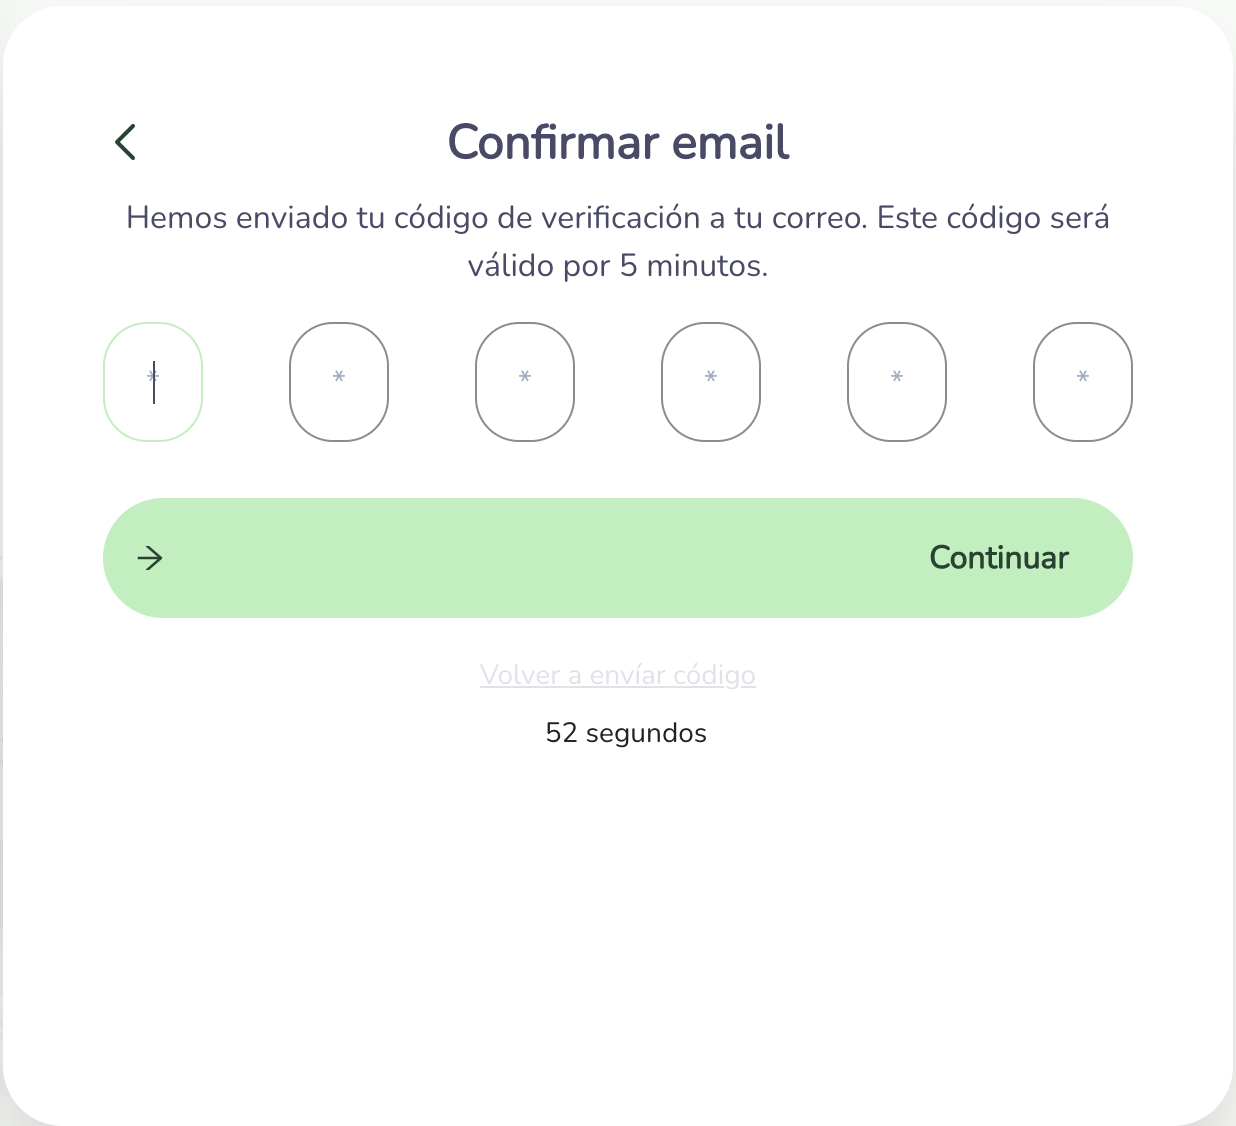 Confirmar email
Hemos enviado tu código de verificación a tu correo. Este código será
válido por 5 minutos.
* * * * * *
Continuar
Volver a envíar código
52 segundos